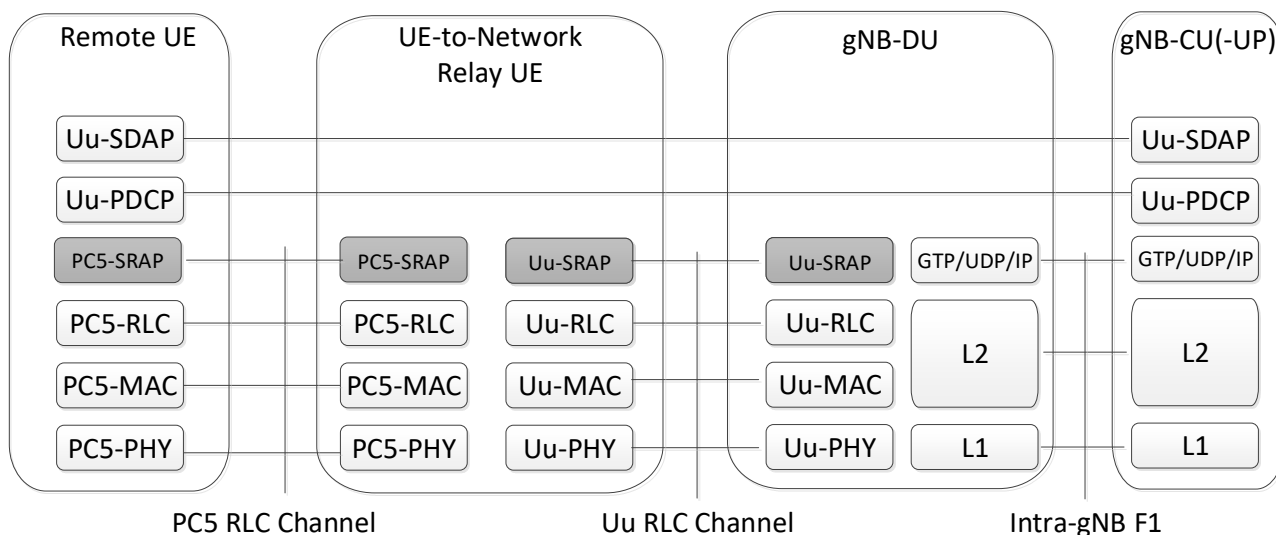 Remote UE
UE-to-Network
Relay UE
gNB-DU
gNB-CU(-UP)
Uu-SDAP
Uu-SDAP
Uu-PDCP
Uu-PDCP
PC5-SRAP
PC5-SRAP
Uu-SRAP
Uu-SRAP
GTP/UDP/IP
GTP/UDP/IP
PC5-RLC
PC5-RLC
Uu-RLC
Uu-RLC
L2
L2
PC5-MAC
PC5-MAC
Uu-MAC
Uu-MAC
PC5-PHY
PC5-PHY
Uu-PHY
Uu-PHY
L1
L1
PC5 RLC Channel
Uu RLC Channel
Intra-gNB F1